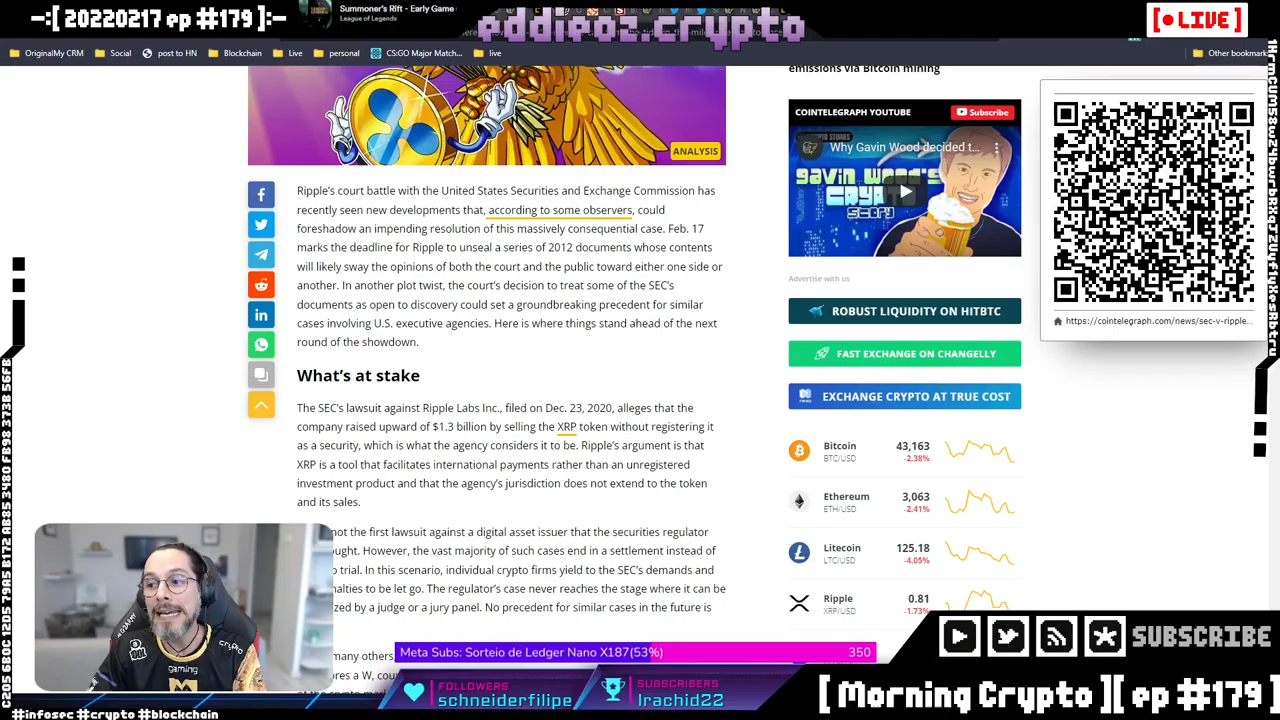 -:[ 20220217 ep #179 ]:-
Summoner's Rift - Early Game
League of Legends
eddieoz.crypto
[ LIVE ]
OriginalMy CRM
Social
post to HN
Blockchain
Live
personal
CS:GO Major Match...
live
Other bookmark
emissions via Bitcoin mining
ANALYSIS
Ripple's court battle with the United States Securities and Exchange Commission has
recently seen new developments that, according to some observers, could
foreshadow an impending resolution of this massively consequential case. Feb. 17
marks the deadline for Ripple to unseal a series of 2012 documents whose contents
will likely sway the opinions of both the court and the public toward either one side or
another. In another plot twist, the court's decision to treat some of the SEC's
documents as open to discovery could set a groundbreaking precedent for similar
cases involving U.S. executive agencies. Here is where things stand ahead of the next
round of the showdown.
What's at stake
The SEC's lawsuit against Ripple Labs Inc., filed on Dec. 23, 2020, alleges that the
company raised upward of $1.3 billion by selling the XRP token without registering it
as a security, which is what the agency considers it to be. Ripple's argument is that
XRP is a tool that facilitates international payments rather than an unregistered
investment product and that the agency's jurisdiction does not extend to the token
and its sales.
not the first lawsuit against a digital asset issuer that the securities regulator
ought. However, the vast majority of such cases end in a settlement instead of
o trial. In this scenario, individual crypto firms yield to the SEC's demands and
nalties to be let go. The regulator's case never reaches the stage where it can be
zed by a judge or a jury panel. No precedent for similar cases in the future is
many others
ores a W, cou
COINTELEGRAPH YOUTUBE
Subscribe
CRYPTO STORIES
Why Gavin Wood decided t...
GAVIN WOOD'S
CRYPTO
STORY
Advertise with us
ROBUST LIQUIDITY ON HITBTC
FAST EXCHANGE ON CHANGELLY
EXCHANGE CRYPTO AT TRUE COST
Bitcoin
BTC/USD
43,163
-2.38%
Ethereum
ETH/USD
3,063
-2.41%
Litecoin
LTC/USD
125.18
-4.05%
Ripple
XRP/USD
0.81
-1.73%
https://cointelegraph.com/news/sec-v-ripple...
Meta Subs: Sorteio de Ledger Nano X187(53%)
350
FOLLOWERS
schneiderfilipe
SUBSCRIBERS
lrachid22
SUBSCRIBE
[ Morning Crypto ][ ep #179 ]
#infosec #crypto #blockchain